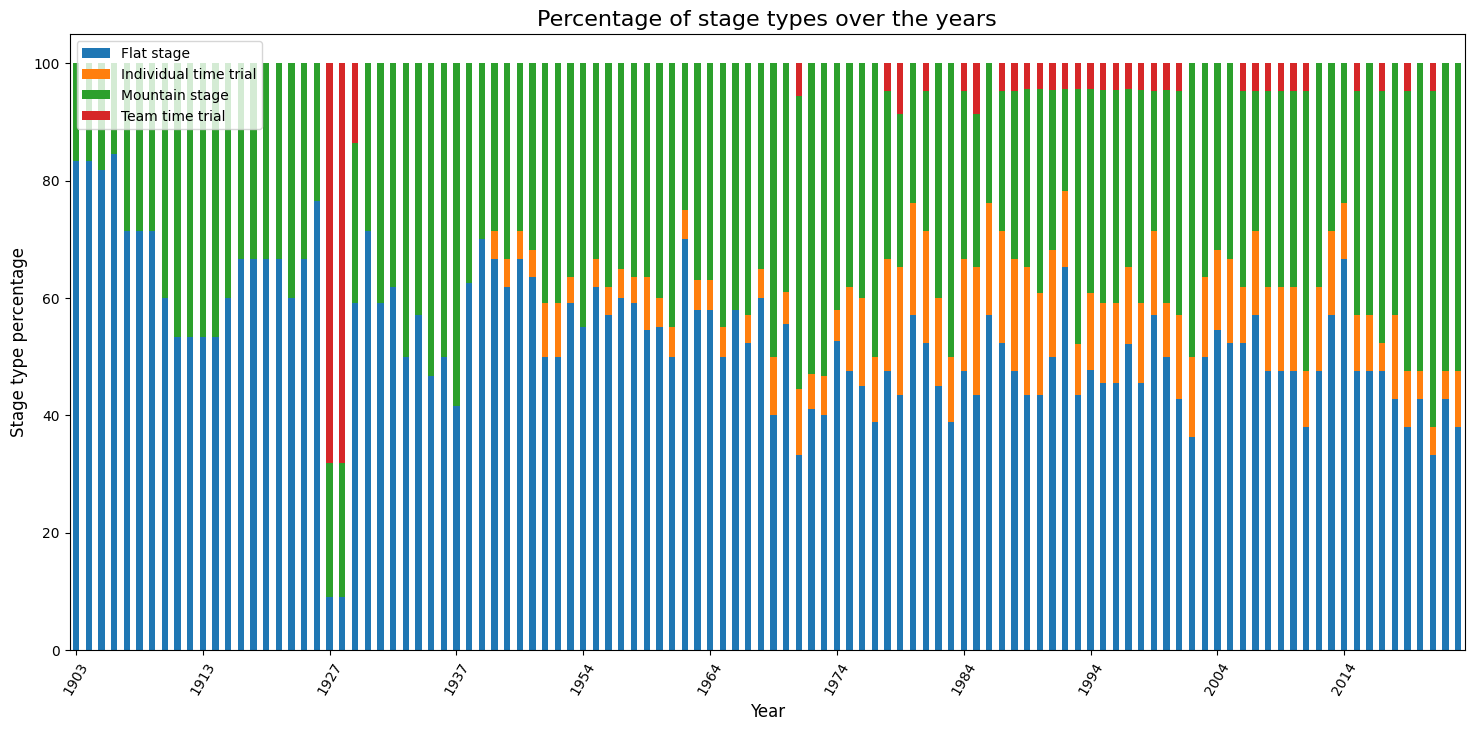 Percentage of stage types over the years
Flat stage
Individual time trial
Mountain stage
Team time trial
Stage type percentage
100
80
60
40
20
0
1903
1913
1927
1937
1954
1964
1974
1984
1994
2004
2014
Year